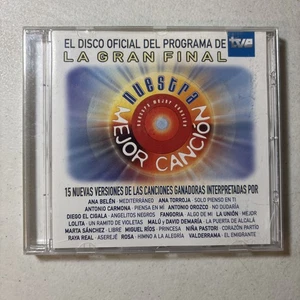 EL DISCO OFICIAL DEL PROGRAMA DE tve
LA GRAN FINAL
nuestra
NUESTRA MEJOR CANCIÓN
MEJOR CANCIÓN
15 NUEVAS VERSIONES DE LAS CANCIONES GANADORAS INTERPRETADAS POR
ANA BELÉN · MEDITERRÁNEO ANA TORROJA · SOLO PIENSO EN TI
ANTONIO CARMONA · PIENSA EN MÍ ANTONIO OROZCO · NO DUDARÍA
DIEGO EL CIGALA · ANGELITOS NEGROS FANGORIA · ALGO DE MÍ LA UNIÓN · MEJOR
LOLITA · UN RAMITO DE VIOLETAS MALÚ y DAVID DEMARÍA · LA PUERTA DE ALCALÁ
MARTA SÁNCHEZ · LIBRE MIGUEL RÍOS · PRINCESA NIÑA PASTORI · CORAZÓN PARTÍO
RAYA REAL · ASEREJÉ ROSA · HIMNO A LA ALEGRÍA VALDERRAMA · EL EMIGRANTE